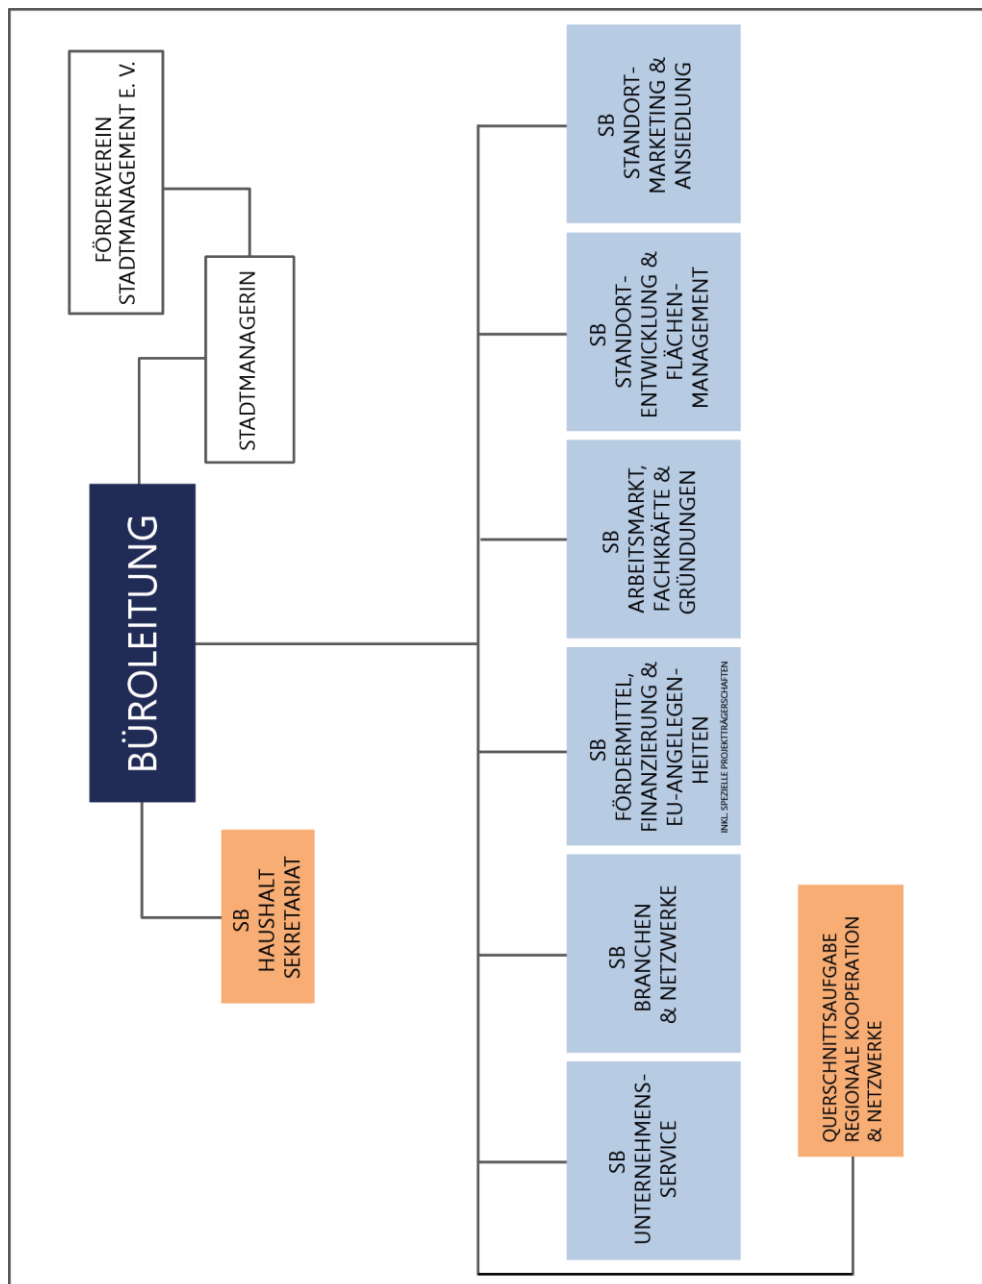 BÜROLEITUNG
SB
HAUSHALT
SEKRETARIAT
STADTMANAGERIN
FÖRDERVEREIN
STADTMANAGEMENT E. V.
SB
UNTERNEHMENS-
SERVICE
SB
BRANCHEN
& NETZWERKE
SB
FÖRDERMITTEL,
FINANZIERUNG &
EU-ANGELEGEN-
HEITEN
INKL. SPEZIELLE PROJEKTTRÄGERSCHAFTEN
SB
ARBEITSMARKT,
FACHKRÄFTE &
GRÜNDUNGEN
SB
STANDORT-
ENTWICKLUNG &
FLÄCHEN-
MANAGEMENT
SB
STANDORT-
MARKETING &
ANSIEDLUNG
QUERSCHNITTSAUFGABE
REGIONALE KOOPERATION
& NETZWERKE